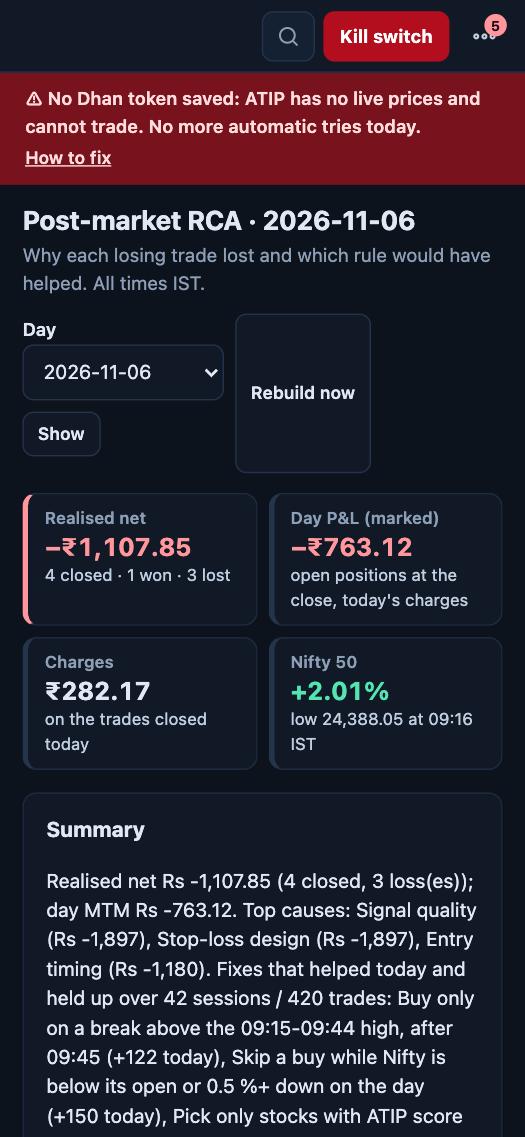 Kill switch
5
⚠ No Dhan token saved: ATIP has no live prices and
cannot trade. No more automatic tries today.
How to fix
Post-market RCA · 2026-11-06
Why each losing trade lost and which rule would have
helped. All times IST.
Day
2026-11-06
Show
Rebuild now
Realised net
−₹1,107.85
4 closed · 1 won · 3 lost
Day P&L (marked)
−₹763.12
open positions at the
close, today's charges
Charges
₹282.17
on the trades closed
today
Nifty 50
+2.01%
low 24,388.05 at 09:16
IST
Summary
Realised net Rs -1,107.85 (4 closed, 3 loss(es));
day MTM Rs -763.12. Top causes: Signal quality
(Rs -1,897), Stop-loss design (Rs -1,897), Entry
timing (Rs -1,180). Fixes that helped today and
held up over 42 sessions / 420 trades: Buy only
on a break above the 09:15-09:44 high, after
09:45 (+122 today), Skip a buy while Nifty is
below its open or 0.5 %+ down on the day
(+150 today), Pick only stocks with ATIP score